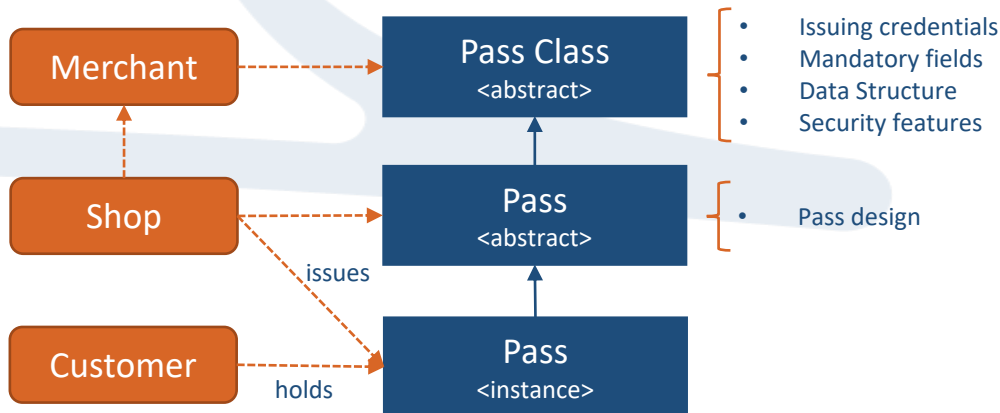 Merchant
Pass Class
<abstract>
• Issuing credentials
• Mandatory fields
• Data Structure
• Security features
Shop
Pass
<abstract>
• Pass design
issues
Customer
holds
Pass
<instance>